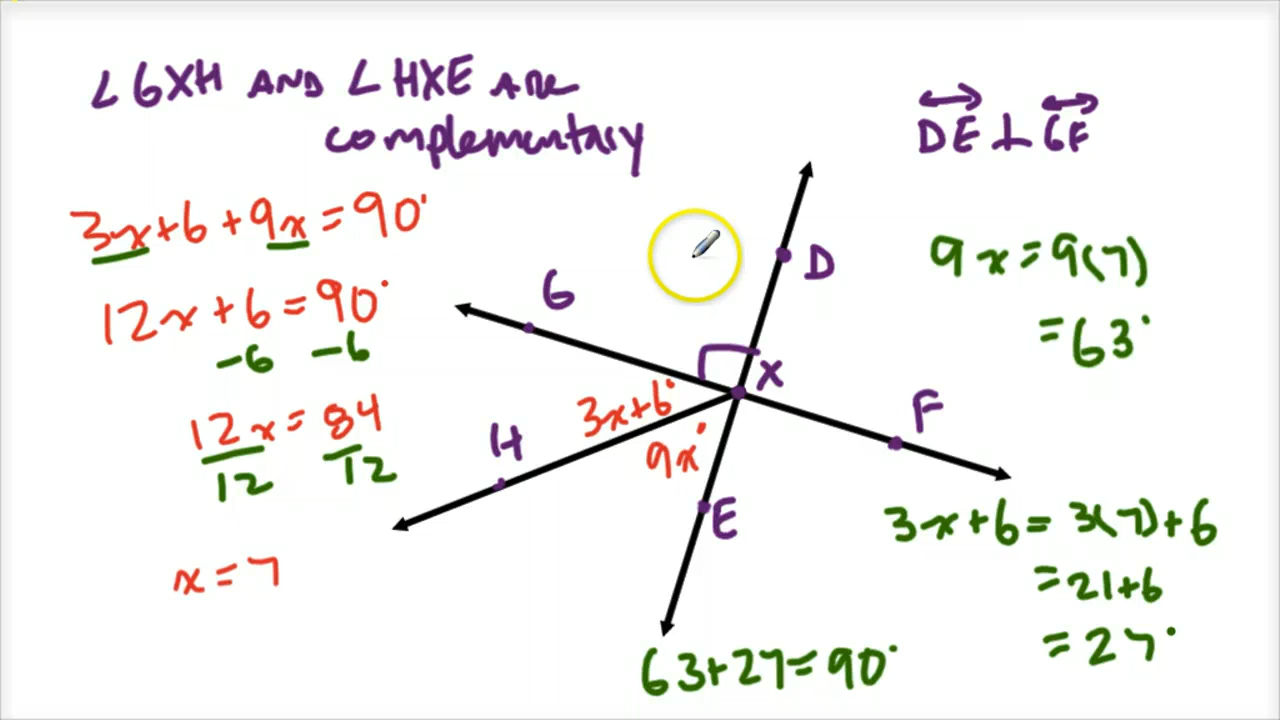 ∠GXH AND ∠HXE ARE
complementary
DE ⊥ GF
3x+6+9x=90°
12x+6=90°
-6 -6
12x=84
12 12
x=7
G
D
X
H
3x+6°
9x°
E
F
9x=9(7)
=63°
3x+6=3(7)+6
=21+6
=27°
63+27=90°